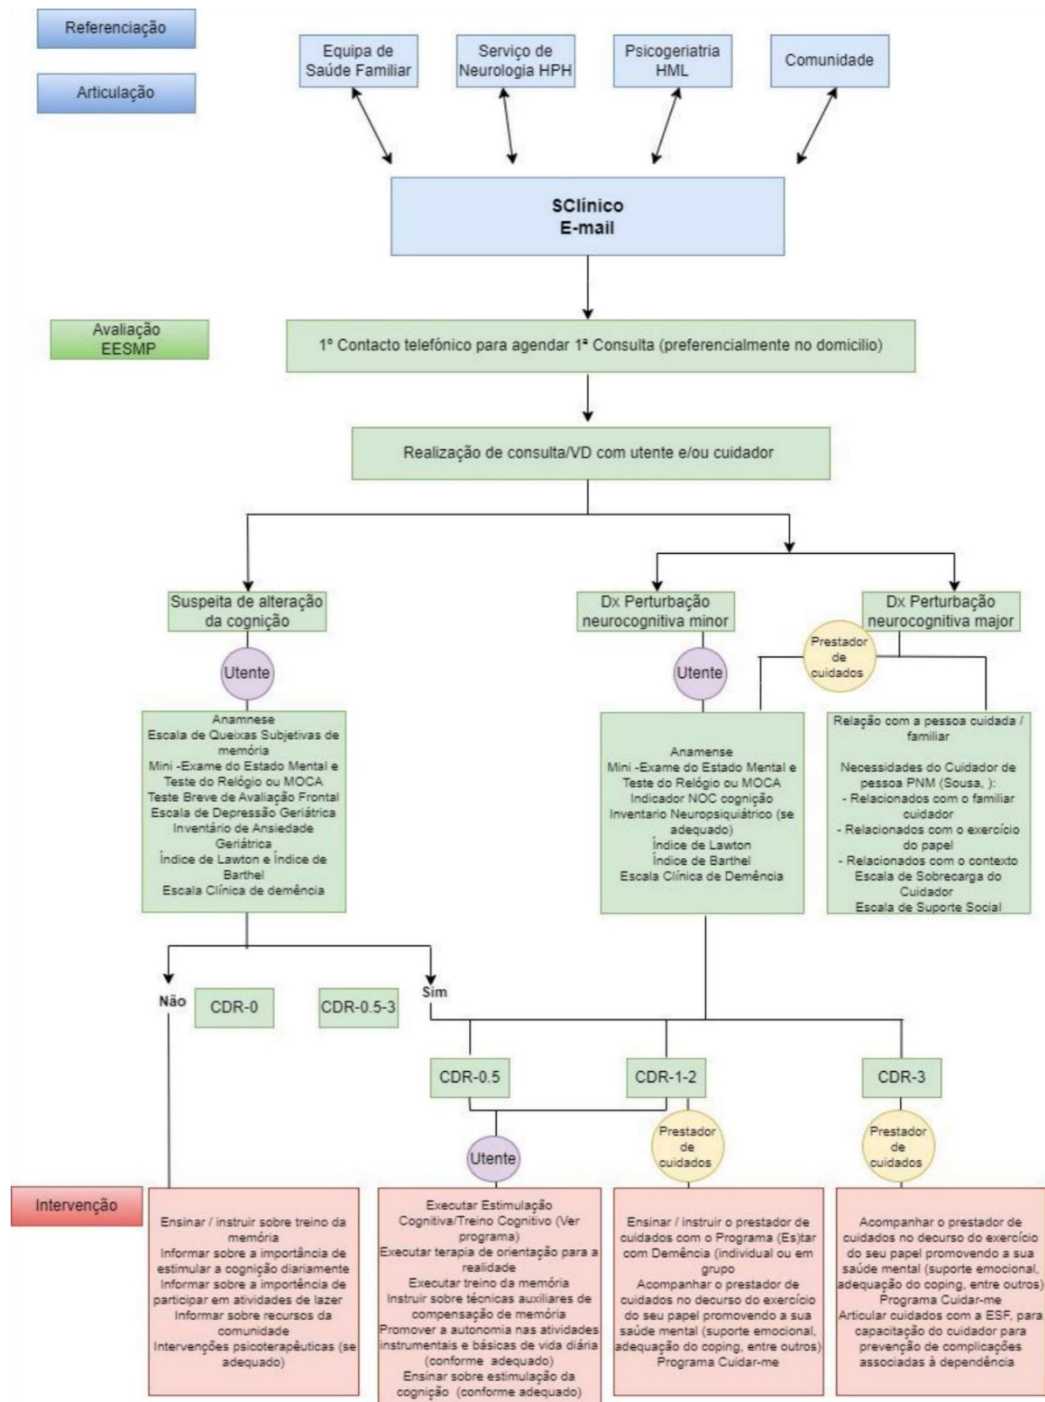 Referenciação
Articulação
Equipa de
Saúde Familiar
Serviço de
Neurologia HPH
Psicogeriatria
HML
Comunidade
SClínico
E-mail
Avaliação
EESMP
1º Contacto telefónico para agendar 1ª Consulta (preferencialmente no domicilio)
Realização de consulta/VD com utente e/ou cuidador
Suspeita de alteração
da cognição
Dx Perturbação
neurocognitiva minor
Dx Perturbação
neurocognitiva major
Utente
Utente
Prestador
de
cuidados
Anamnese
Escala de Queixas Subjetivas de
memória
Mini -Exame do Estado Mental e
Teste do Relógio ou MOCA
Teste Breve de Avaliação Frontal
Escala de Depressão Geriátrica
Inventário de Ansiedade
Geriátrica
Índice de Lawton e Índice de
Barthel
Escala Clínica de demência
Anamense
Mini -Exame do Estado Mental e
Teste do Relógio ou MOCA
Indicador NOC cognição
Inventario Neuropsiquiátrico (se
adequado)
Índice de Lawton
Índice de Barthel
Escala Clínica de Demência
Relação com a pessoa cuidada /
familiar
Necessidades do Cuidador de
pessoa PNM (Sousa, ):
- Relacionados com o familiar
cuidador
- Relacionados com o exercício
do papel
- Relacionados com o contexto
Escala de Sobrecarga do
Cuidador
Escala de Suporte Social
Não
CDR-0
CDR-0.5-3
Sim
CDR-0.5
CDR-1-2
CDR-3
Utente
Prestador
de
cuidados
Prestador
de
cuidados
Intervenção
Ensinar / instruir sobre treino da
memória
Informar sobre a importância de
estimular a cognição diariamente
Informar sobre a importância de
participar em atividades de lazer
Informar sobre recursos da
comunidade
Intervenções psicoterapêuticas (se
adequado)
Executar Estimulação
Cognitiva/Treino Cognitivo (Ver
programa)
Executar terapia de orientação para a
realidade
Executar treino da memória
Instruir sobre técnicas auxiliares de
compensação de memória
Promover a autonomia nas atividades
instrumentais e básicas de vida diária
(conforme adequado)
Ensinar sobre estimulação da
cognição (conforme adequado)
Ensinar / instruir o prestador de
cuidados com o Programa (Es)tar
com Demência (individual ou em
grupo
Acompanhar o prestador de
cuidados no decurso do exercício
do seu papel promovendo a sua
saúde mental (suporte emocional,
adequação do coping, entre outros)
Programa Cuidar-me
Acompanhar o prestador de
cuidados no decurso do exercício
do seu papel promovendo a sua
saúde mental (suporte emocional,
adequação do coping, entre outros)
Programa Cuidar-me
Articular cuidados com a ESF, para
capacitação do cuidador para
prevenção de complicações
associadas à dependência